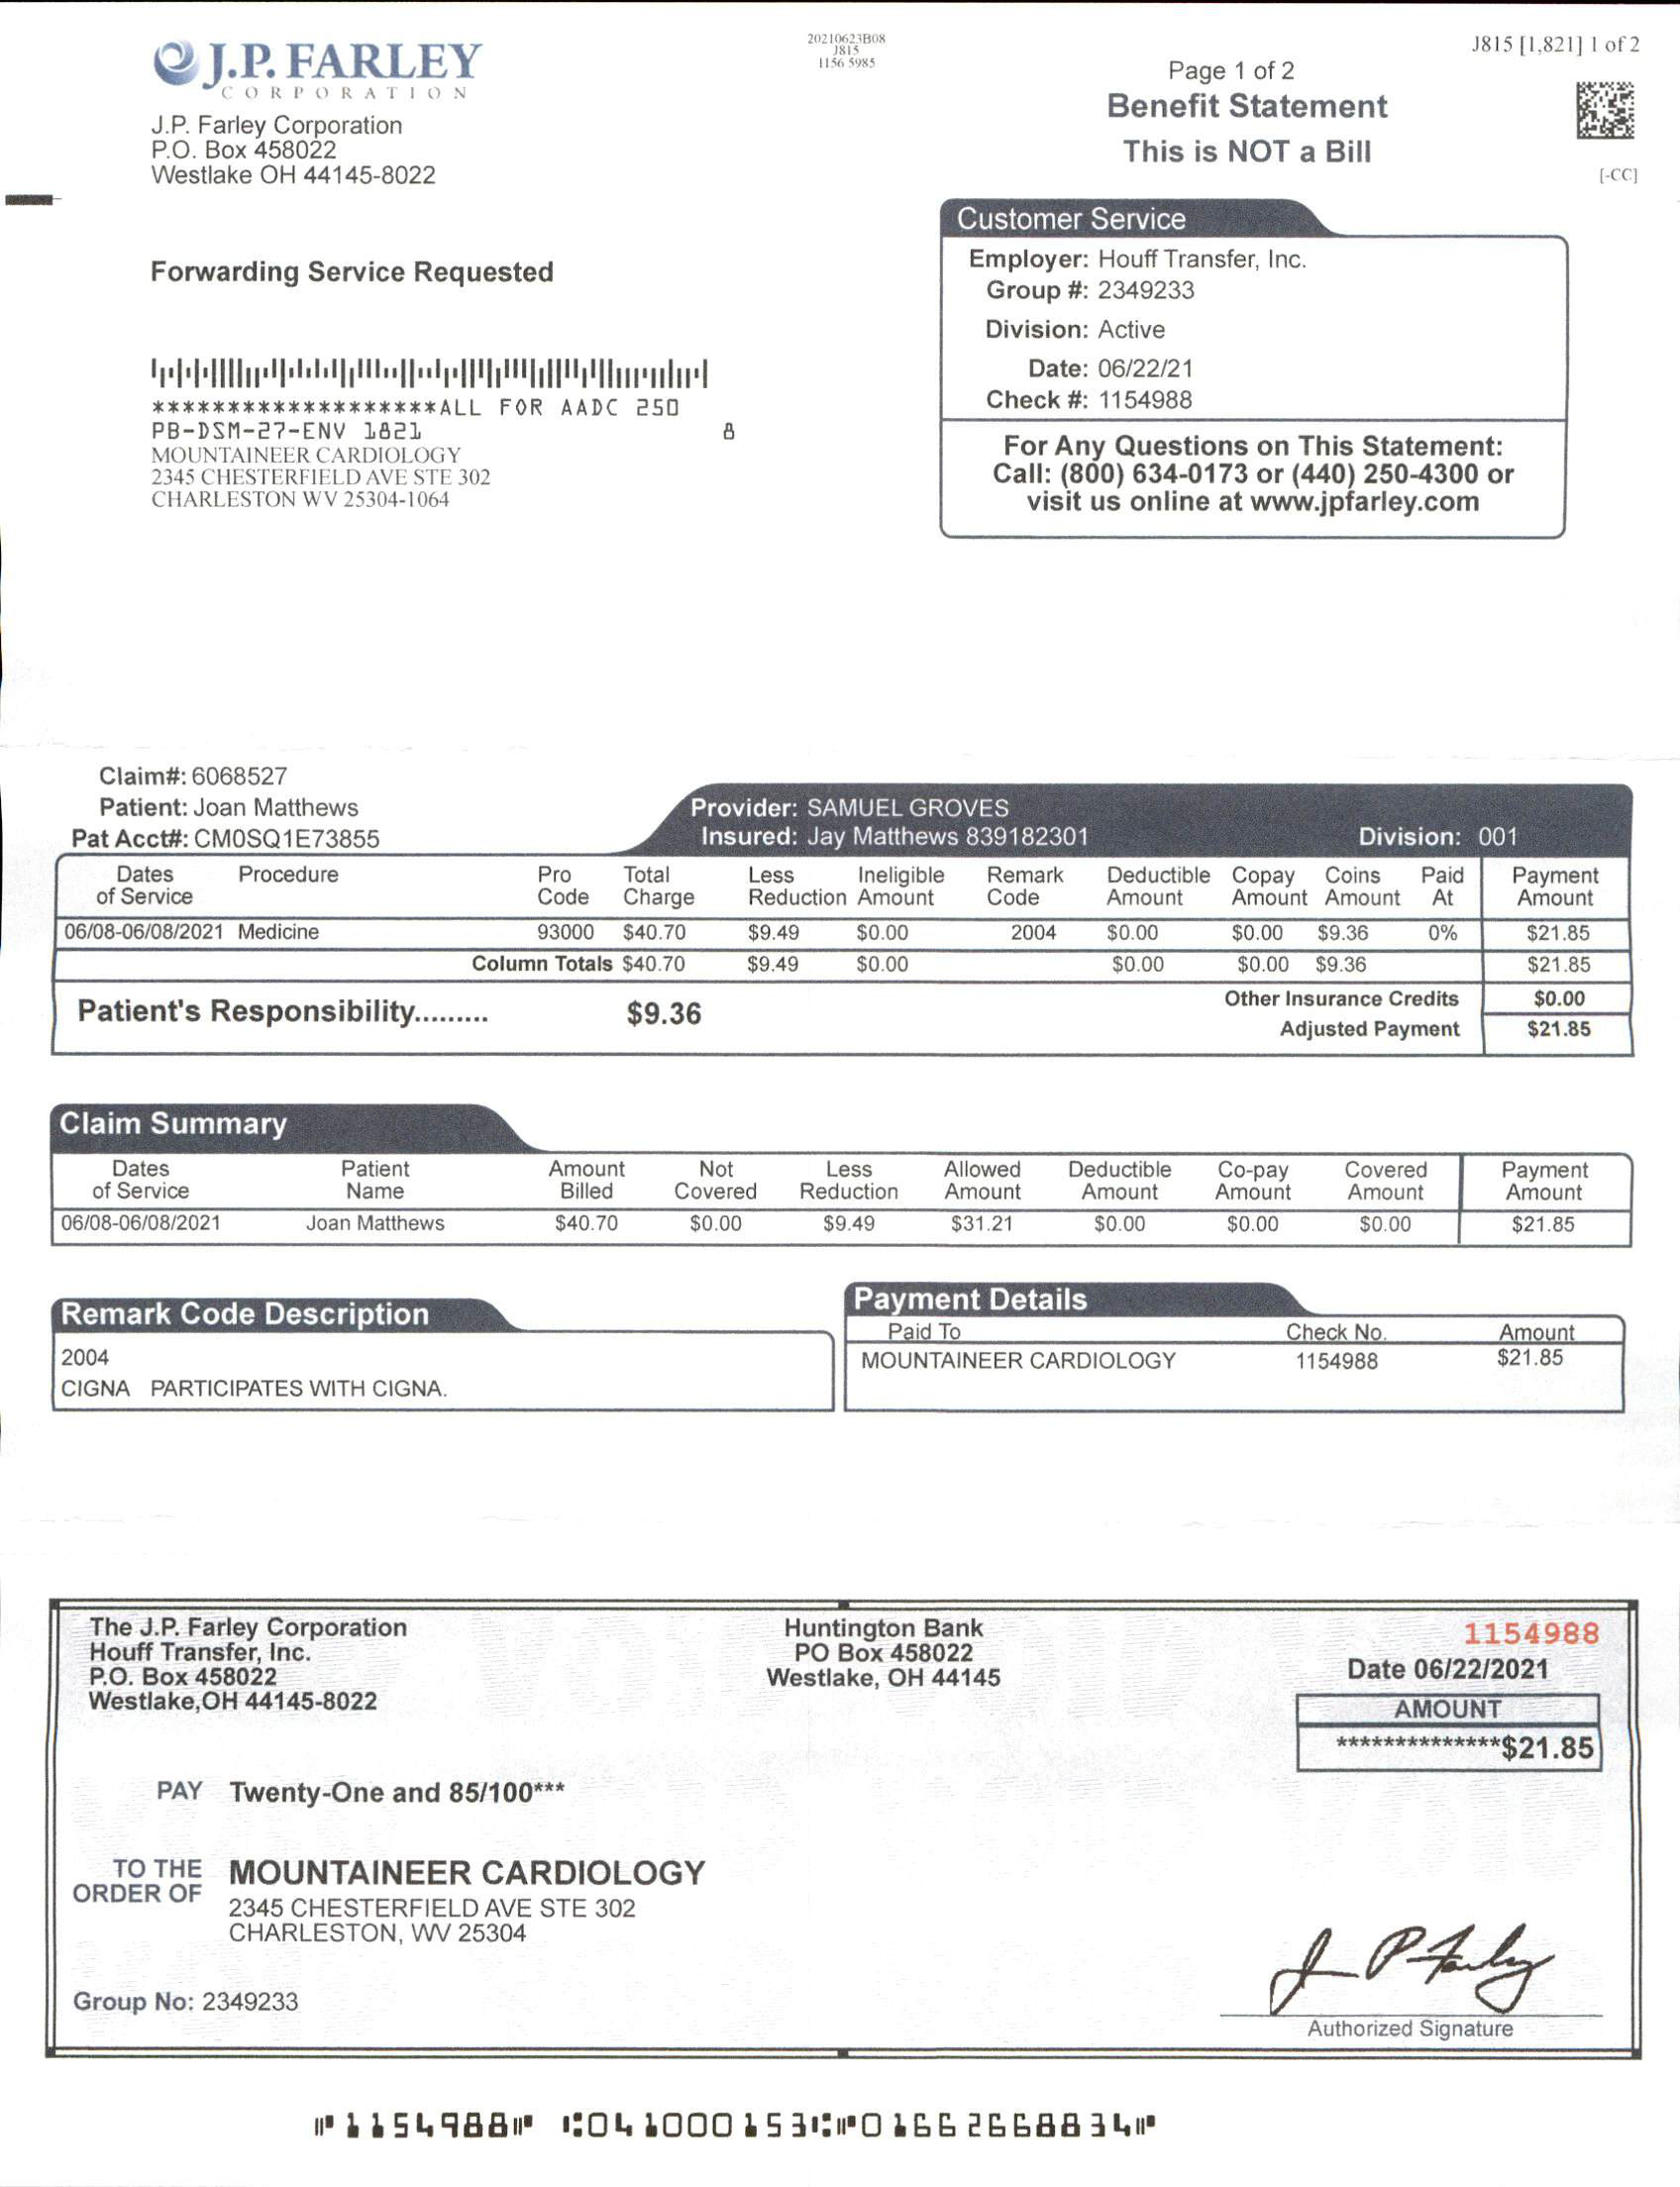 J.P. FARLEY
CORPORATION
J.P. Farley Corporation
P.O. Box 458022
Westlake OH 44145-8022
20210623B08
J815
1156 5985
J815 [1,821] 1 of 2
Page 1 of 2
Benefit Statement
This is NOT a Bill
[-CC]
Forwarding Service Requested
Customer Service
Employer: Houff Transfer, Inc.
Group #: 2349233
Division: Active
Date: 06/22/21
Check #: 1154988
For Any Questions on This Statement:
Call: (800) 634-0173 or (440) 250-4300 or
visit us online at www.jpfarley.com
*******************ALL FOR AADC 250
PB-DSM-27-ENV 1821 8
MOUNTAINEER CARDIOLOGY
2345 CHESTERFIELD AVE STE 302
CHARLESTON WV 25304-1064
Claim#: 6068527
Patient: Joan Matthews
Pat Acct#: CM0SQ1E73855
Provider: SAMUEL GROVES
Insured: Jay Matthews 839182301 Division: 001
Dates Procedure Pro Total Less Ineligible Remark Deductible Copay Coins Paid Payment
of Service Code Charge Reduction Amount Code Amount Amount Amount At Amount
06/08-06/08/2021 Medicine 93000 $40.70 $9.49 $0.00 2004 $0.00 $0.00 $9.36 0% $21.85
Column Totals $40.70 $9.49 $0.00 $0.00 $0.00 $9.36 $21.85
Patient's Responsibility......... $9.36
Other Insurance Credits $0.00
Adjusted Payment $21.85
Claim Summary
Dates Patient Amount Not Less Allowed Deductible Co-pay Covered Payment
of Service Name Billed Covered Reduction Amount Amount Amount Amount Amount
06/08-06/08/2021 Joan Matthews $40.70 $0.00 $9.49 $31.21 $0.00 $0.00 $0.00 $21.85
Remark Code Description
2004
CIGNA PARTICIPATES WITH CIGNA.
Payment Details
Paid To Check No. Amount
MOUNTAINEER CARDIOLOGY 1154988 $21.85
The J.P. Farley Corporation
Houff Transfer, Inc.
P.O. Box 458022
Westlake,OH 44145-8022
Huntington Bank
PO Box 458022
Westlake, OH 44145
1154988
Date 06/22/2021
AMOUNT
**************$21.85
PAY Twenty-One and 85/100***
TO THE
ORDER OF
MOUNTAINEER CARDIOLOGY
2345 CHESTERFIELD AVE STE 302
CHARLESTON, WV 25304
Group No: 2349233
J P Farley
Authorized Signature
⑈1154988⑈ ⑆041000153⑆⑈01662668834⑈